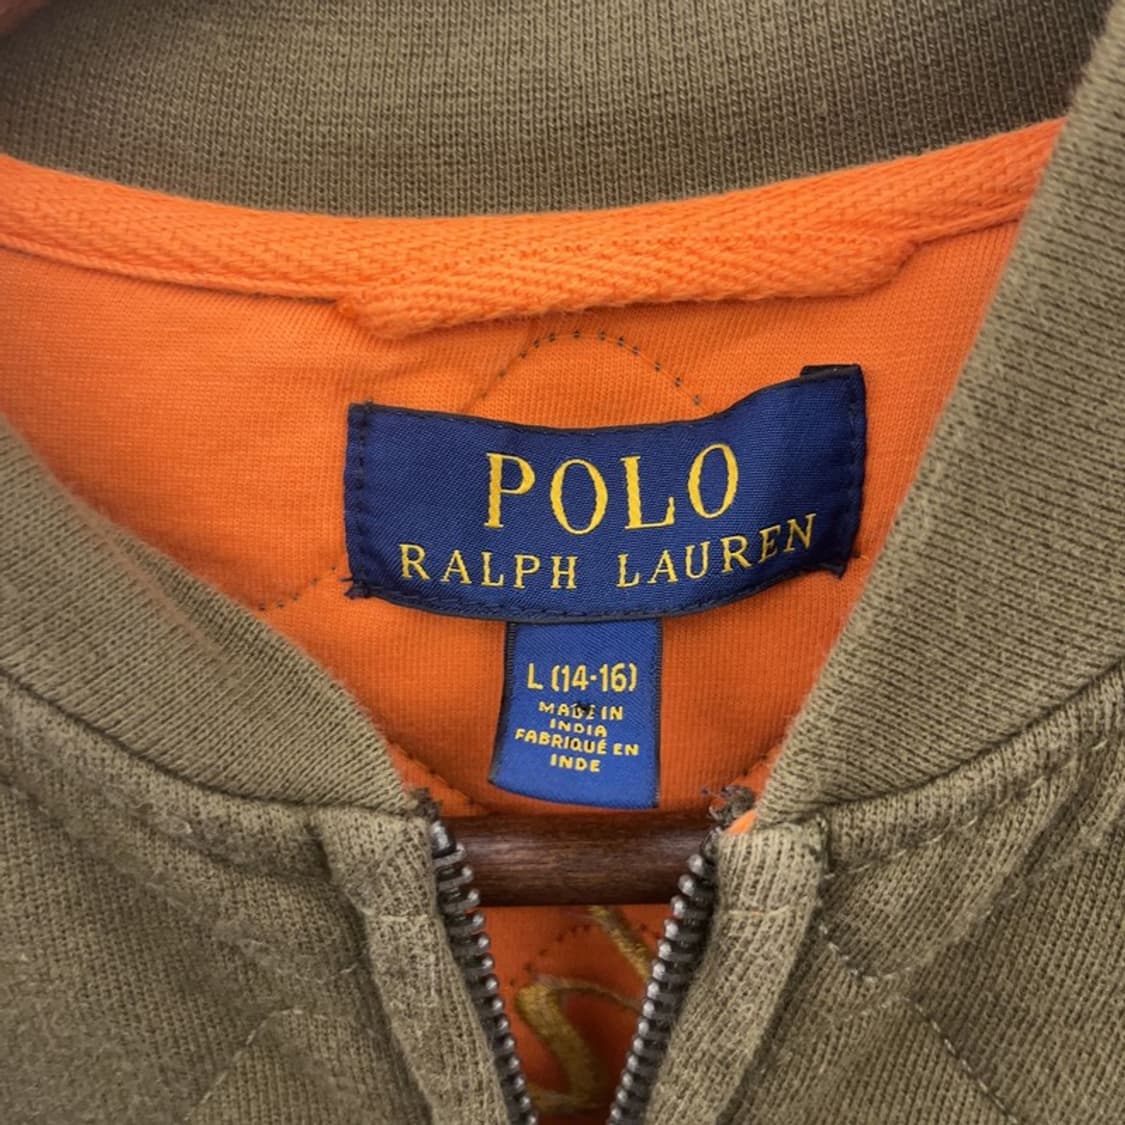 POLO
RALPH LAUREN
L (14-16)
MADE IN
INDIA
FABRIQUÉ EN
INDE